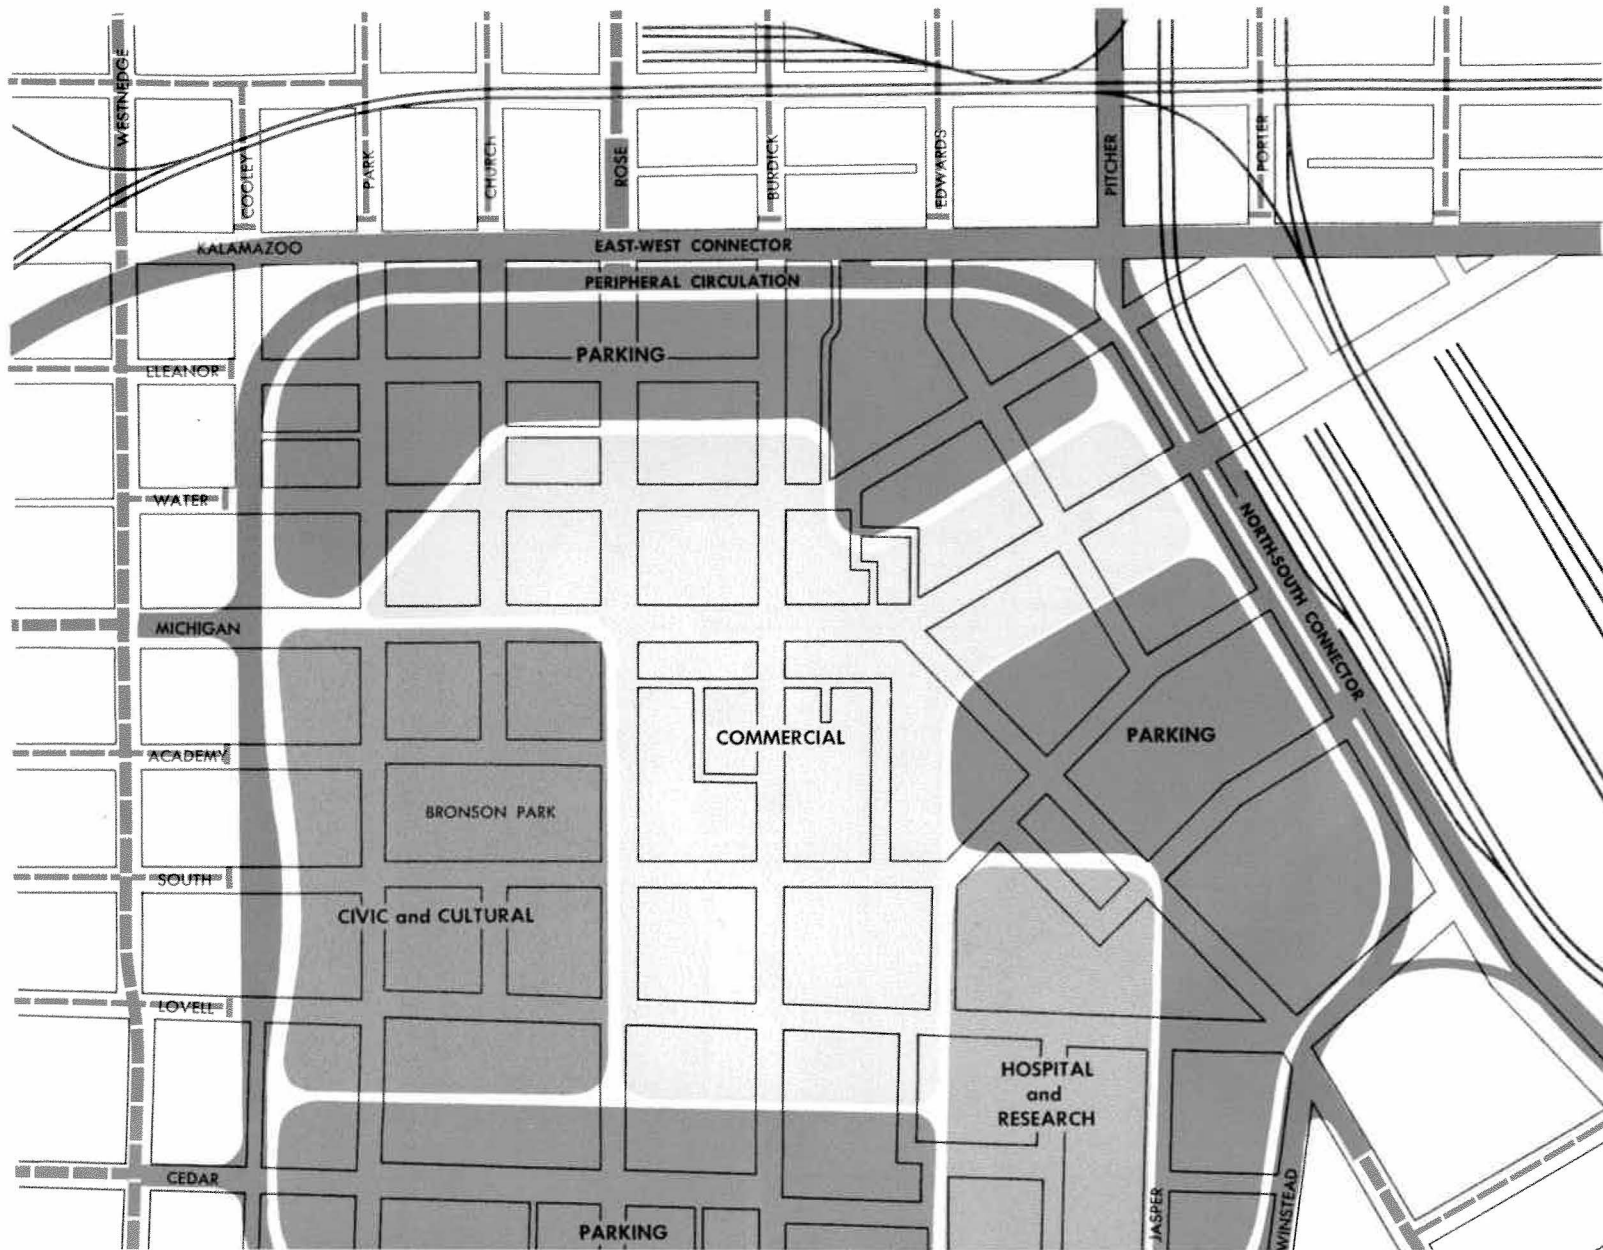 WESTNEDGE
COOLEY
PARK
CHURCH
ROSE
BURDICK
EDWARDS
PITCHER
PORTER
KALAMAZOO
EAST-WEST CONNECTOR
PERIPHERAL CIRCULATION
PARKING
ELEANOR
WATER
NORTH-SOUTH CONNECTOR
MICHIGAN
COMMERCIAL
PARKING
ACADEMY
BRONSON PARK
SOUTH
CIVIC and CULTURAL
LOVELL
HOSPITAL
and
RESEARCH
CEDAR
PARKING
JASPER
WINSTEAD